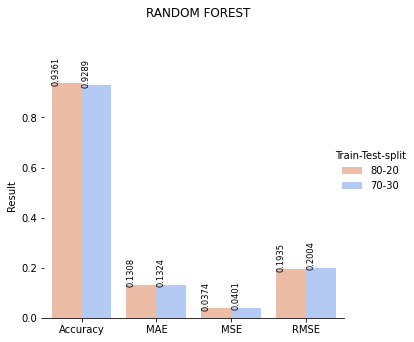 RANDOM FOREST
0.9361
0.9289
0.8
0.6
0.4
0.2
0.0
Result
0.1308
0.1324
0.0374
0.0401
0.1935
0.2004
Accuracy
MAE
MSE
RMSE
Train-Test-split
80-20
70-30